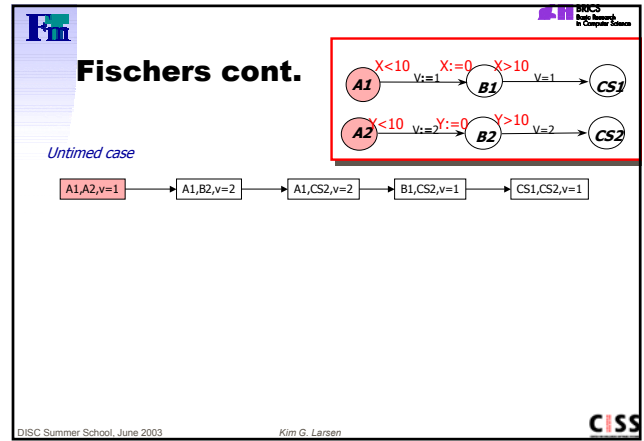 BRICS
Basic Research
in Computer Science
Fm
Fischers cont.
X<10 X:=0 X>10
A1 V:=1 B1 V=1 CS1
Y<10 Y:=0 Y>10
A2 V:=2 B2 V=2 CS2
Untimed case
A1,A2,v=1 A1,B2,v=2 A1,CS2,v=2 B1,CS2,v=1 CS1,CS2,v=1
DISC Summer School, June 2003 Kim G. Larsen
CISS